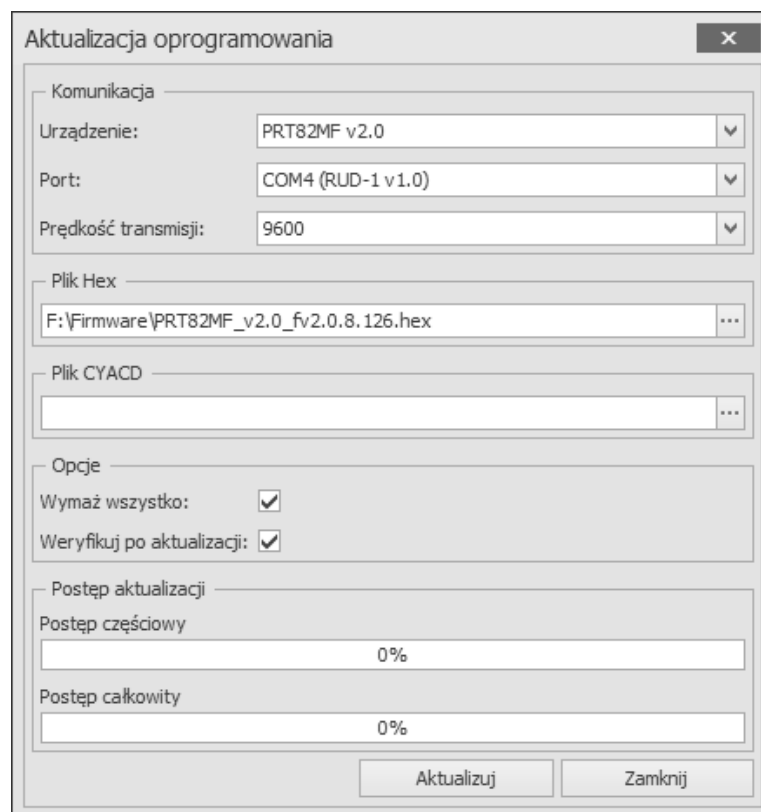 Aktualizacja oprogramowania
Komunikacja
Urządzenie: PRT82MF v2.0
Port: COM4 (RUD-1 v1.0)
Prędkość transmisji: 9600
Plik Hex
F:\Firmware\PRT82MF_v2.0_fv2.0.8.126.hex ...
Plik CYACD
...
Opcje
Wymaż wszystko:
Weryfikuj po aktualizacji:
Postęp aktualizacji
Postęp częściowy
0%
Postęp całkowity
0%
Aktualizuj Zamknij